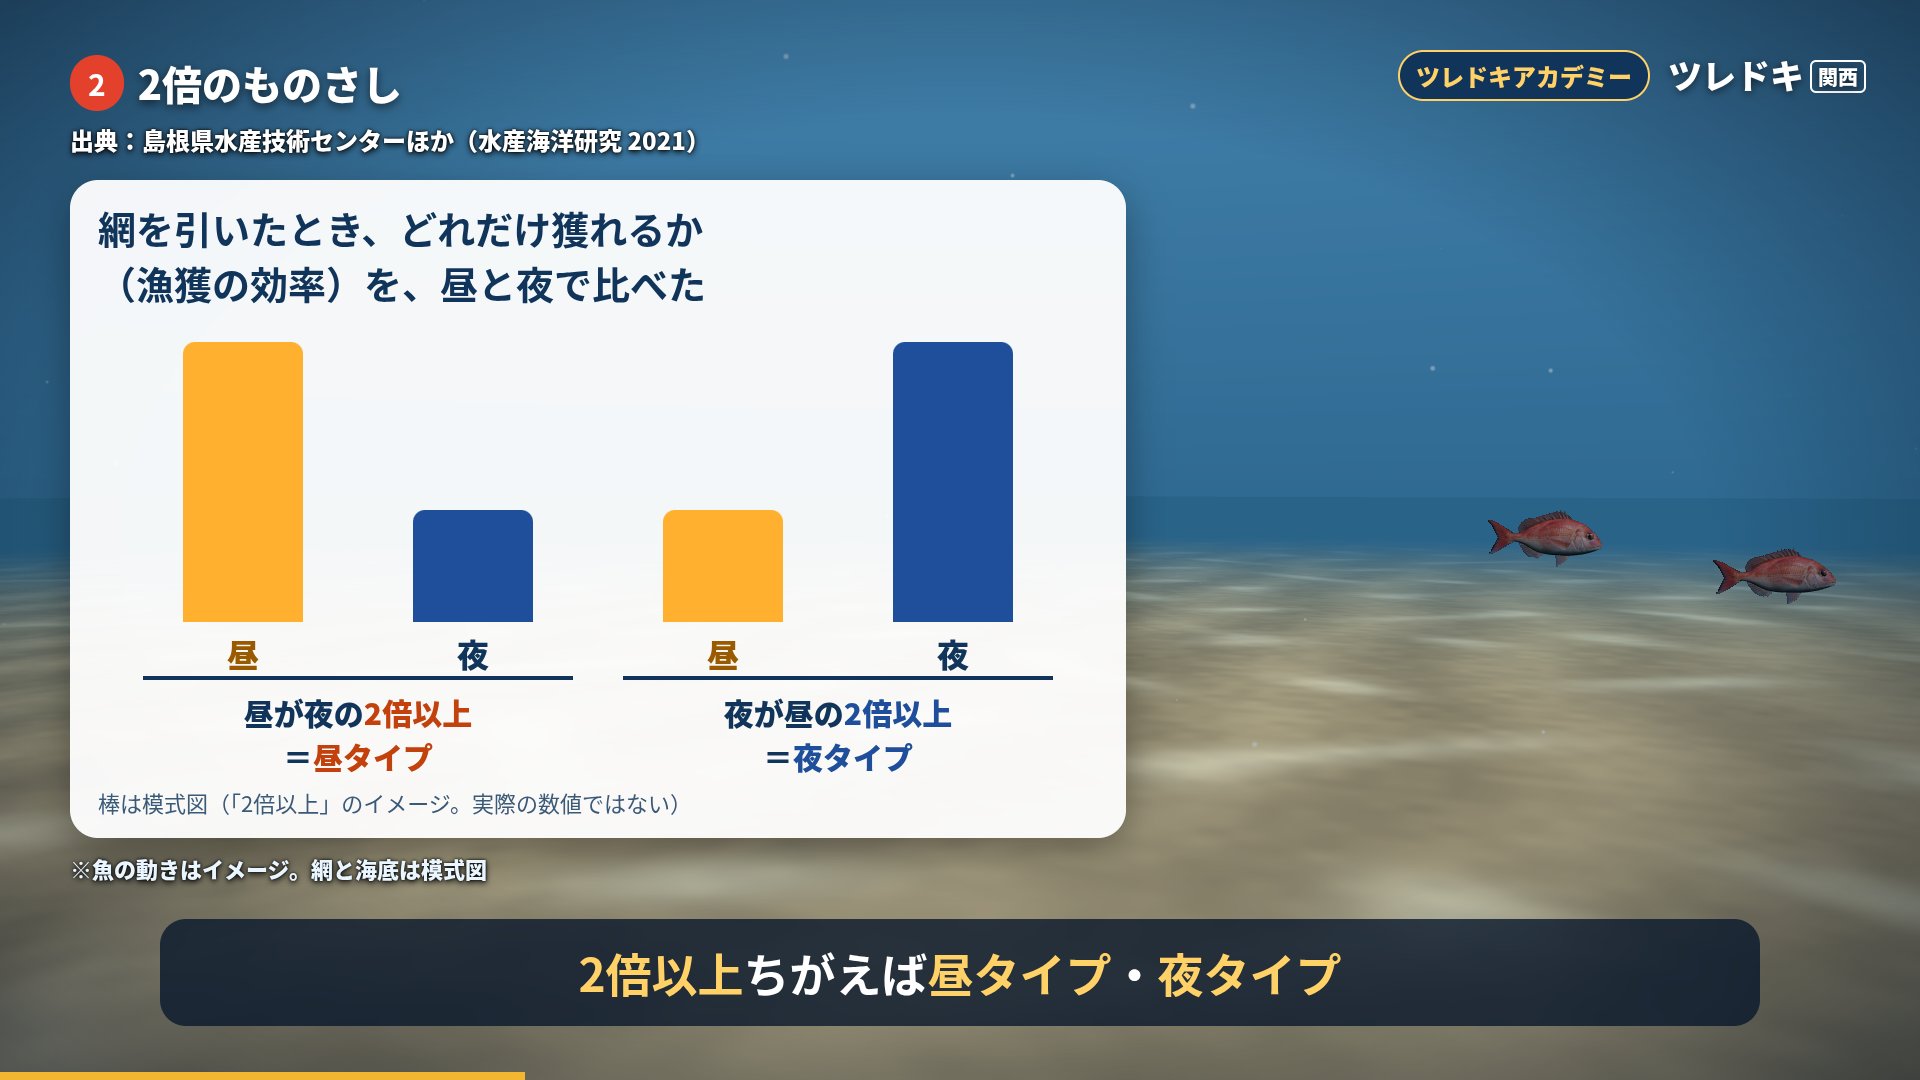 2 2倍のものさし
ツレドキアカデミー ツレドキ 関西
出典：島根県水産技術センターほか（水産海洋研究 2021）
網を引いたとき、どれだけ獲れるか
（漁獲の効率）を、昼と夜で比べた
昼 夜 昼 夜
昼が夜の2倍以上
＝昼タイプ
夜が昼の2倍以上
＝夜タイプ
棒は模式図（「2倍以上」のイメージ。実際の数値ではない）
※魚の動きはイメージ。網と海底は模式図
2倍以上ちがえば昼タイプ・夜タイプ